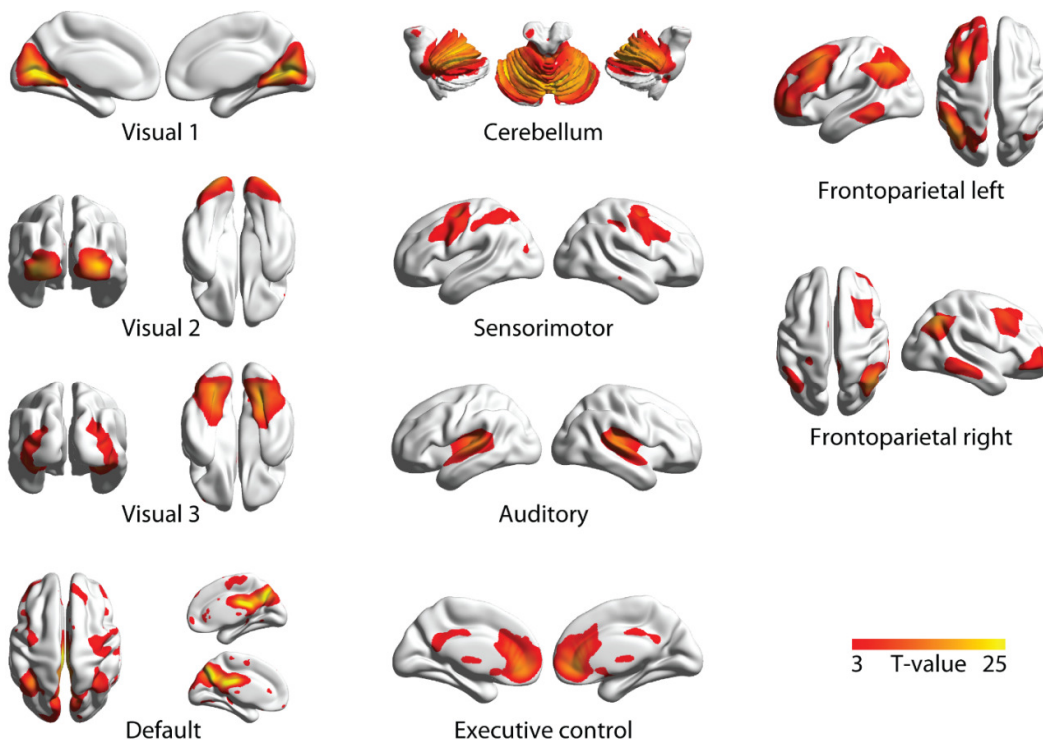 Visual 1
Cerebellum
Frontoparietal left
Visual 2
Sensorimotor
Frontoparietal right
Visual 3
Auditory
3 T-value 25
Default
Executive control